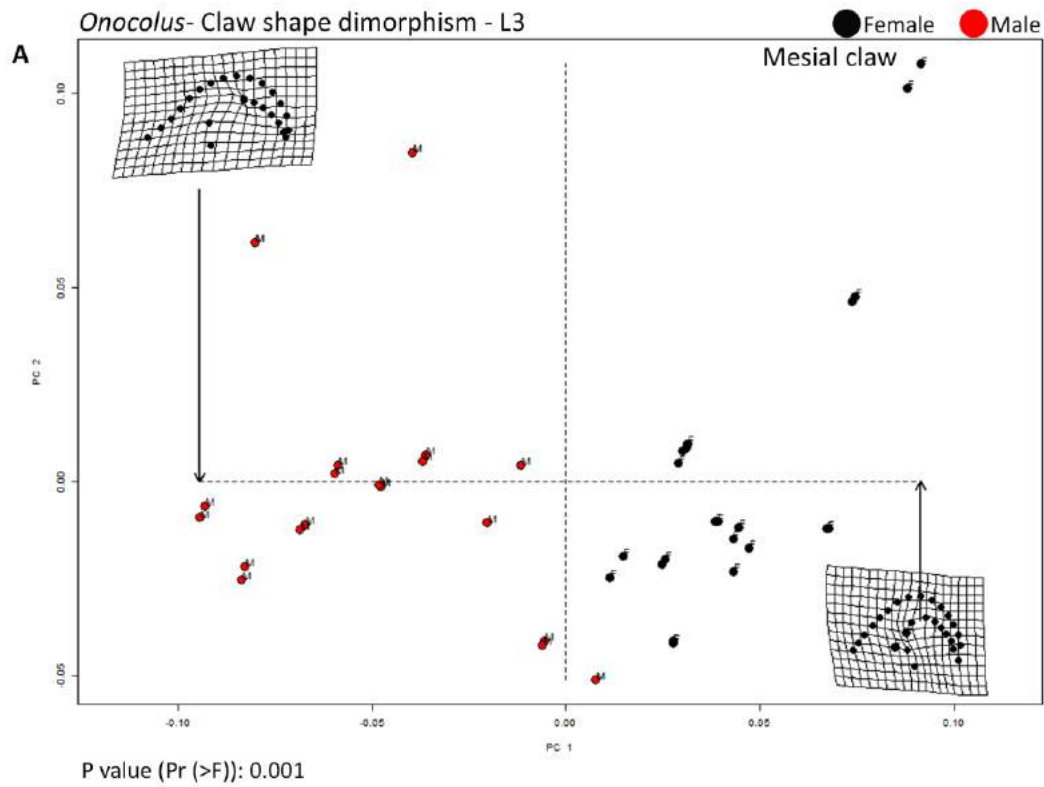 Onocolus- Claw shape dimorphism - L3
Female
Male
A
Mesial claw
F
F
0.10
M
M
0.05
F
PC 2
F
M
M
M
0.00
M
M
M
F
F
F
F
F
M
F
M
M
-0.05
-0.10
-0.05
0.00
0.05
0.10
PC 1
P value (Pr (>F)): 0.001